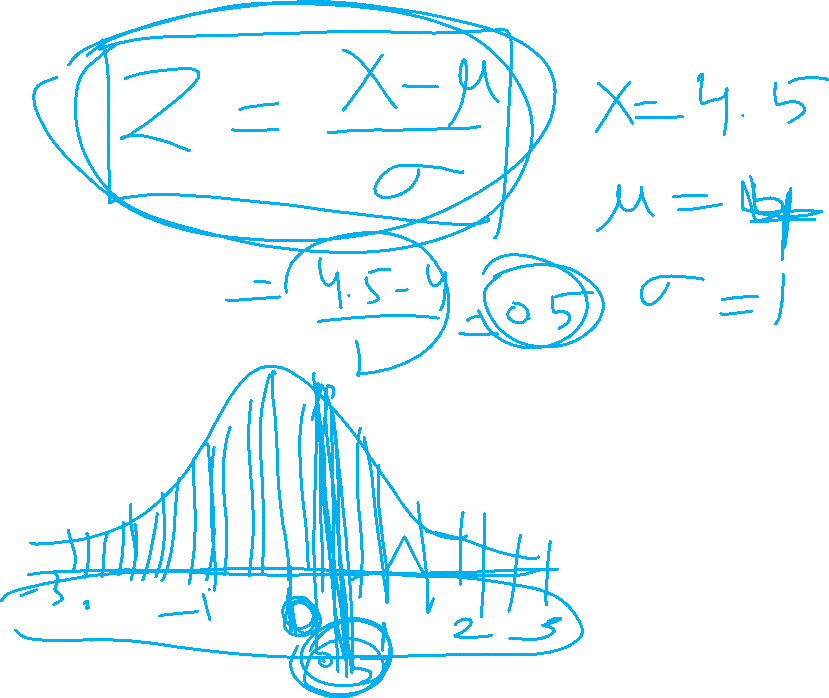 Z = (X - μ) / σ
X = 4.5
μ = 4
= (4.5 - 4) / 1 = 0.5
σ = 1
-3 -1 0 2 3
0.5